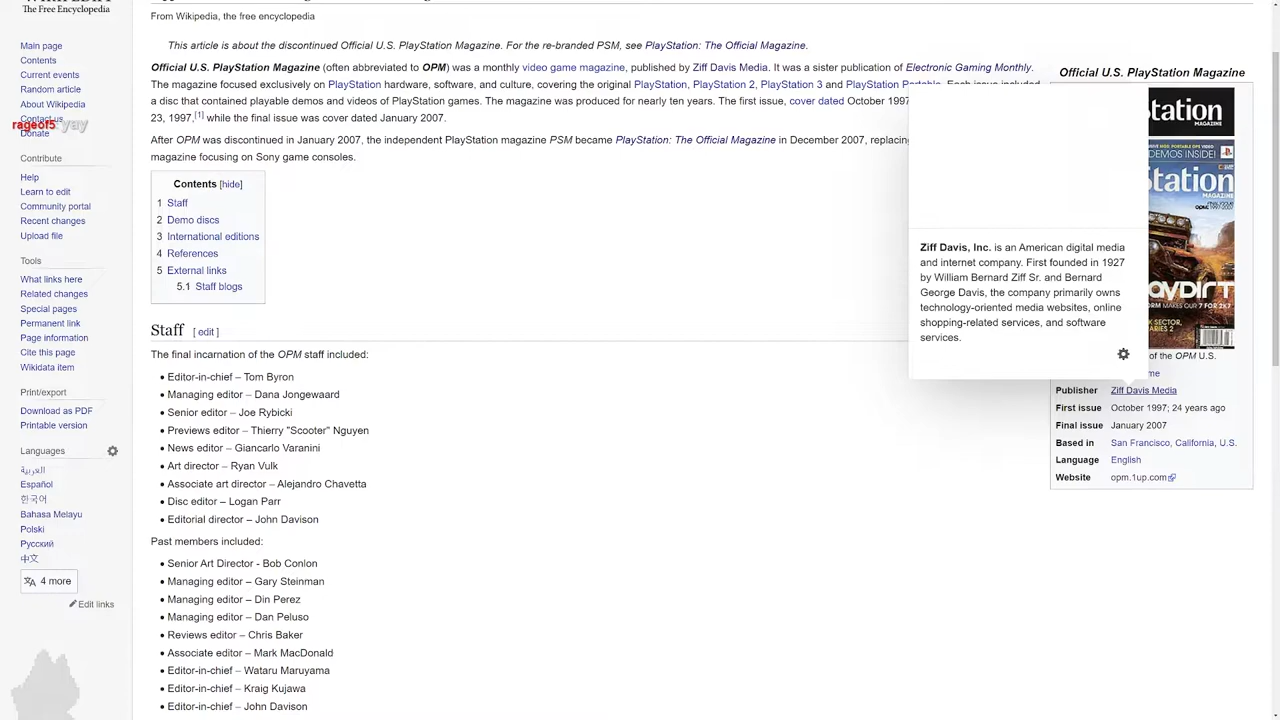 The Free Encyclopedia
From Wikipedia, the free encyclopedia
This article is about the discontinued Official U.S. PlayStation Magazine. For the re-branded PSM, see PlayStation: The Official Magazine.
Official U.S. PlayStation Magazine (often abbreviated to OPM) was a monthly video game magazine, published by Ziff Davis Media. It was a sister publication of Electronic Gaming Monthly.
The magazine focused exclusively on PlayStation hardware, software, and culture, covering the original PlayStation, PlayStation 2, PlayStation 3 and PlayStation Portable. Each issue included
a disc that contained playable demos and videos of PlayStation games. The magazine was produced for nearly ten years. The first issue, cover dated October 1997
23, 1997,[1] while the final issue was cover dated January 2007.
After OPM was discontinued in January 2007, the independent PlayStation magazine PSM became PlayStation: The Official Magazine in December 2007, replacing
magazine focusing on Sony game consoles.
Main page
Contents
Current events
Random article
About Wikipedia
Contact us
rageof5 yay
Donate
Contribute
Help
Learn to edit
Community portal
Recent changes
Upload file
Tools
What links here
Related changes
Special pages
Permanent link
Page information
Cite this page
Wikidata item
Print/export
Download as PDF
Printable version
Languages
العربية
Español
한국어
Bahasa Melayu
Polski
Русский
中文
4 more
Edit links
Contents [hide]
1 Staff
2 Demo discs
3 International editions
4 References
5 External links
5.1 Staff blogs
Staff [ edit ]
The final incarnation of the OPM staff included:
• Editor-in-chief – Tom Byron
• Managing editor – Dana Jongewaard
• Senior editor – Joe Rybicki
• Previews editor – Thierry "Scooter" Nguyen
• News editor – Giancarlo Varanini
• Art director – Ryan Vulk
• Associate art director – Alejandro Chavetta
• Disc editor – Logan Parr
• Editorial director – John Davison
Past members included:
• Senior Art Director - Bob Conlon
• Managing editor – Gary Steinman
• Managing editor – Din Perez
• Managing editor – Dan Peluso
• Reviews editor – Chris Baker
• Associate editor – Mark MacDonald
• Editor-in-chief – Wataru Maruyama
• Editor-in-chief – Kraig Kujawa
• Editor-in-chief – John Davison
Ziff Davis, Inc. is an American digital media
and internet company. First founded in 1927
by William Bernard Ziff Sr. and Bernard
George Davis, the company primarily owns
technology-oriented media websites, online
shopping-related services, and software
services.
Official U.S. PlayStation Magazine
Station
MAGAZINE
DEMOS INSIDE!
Station
MAGAZINE
of the OPM U.S.
me
Publisher Ziff Davis Media
First issue October 1997; 24 years ago
Final issue January 2007
Based in San Francisco, California, U.S.
Language English
Website opm.1up.com